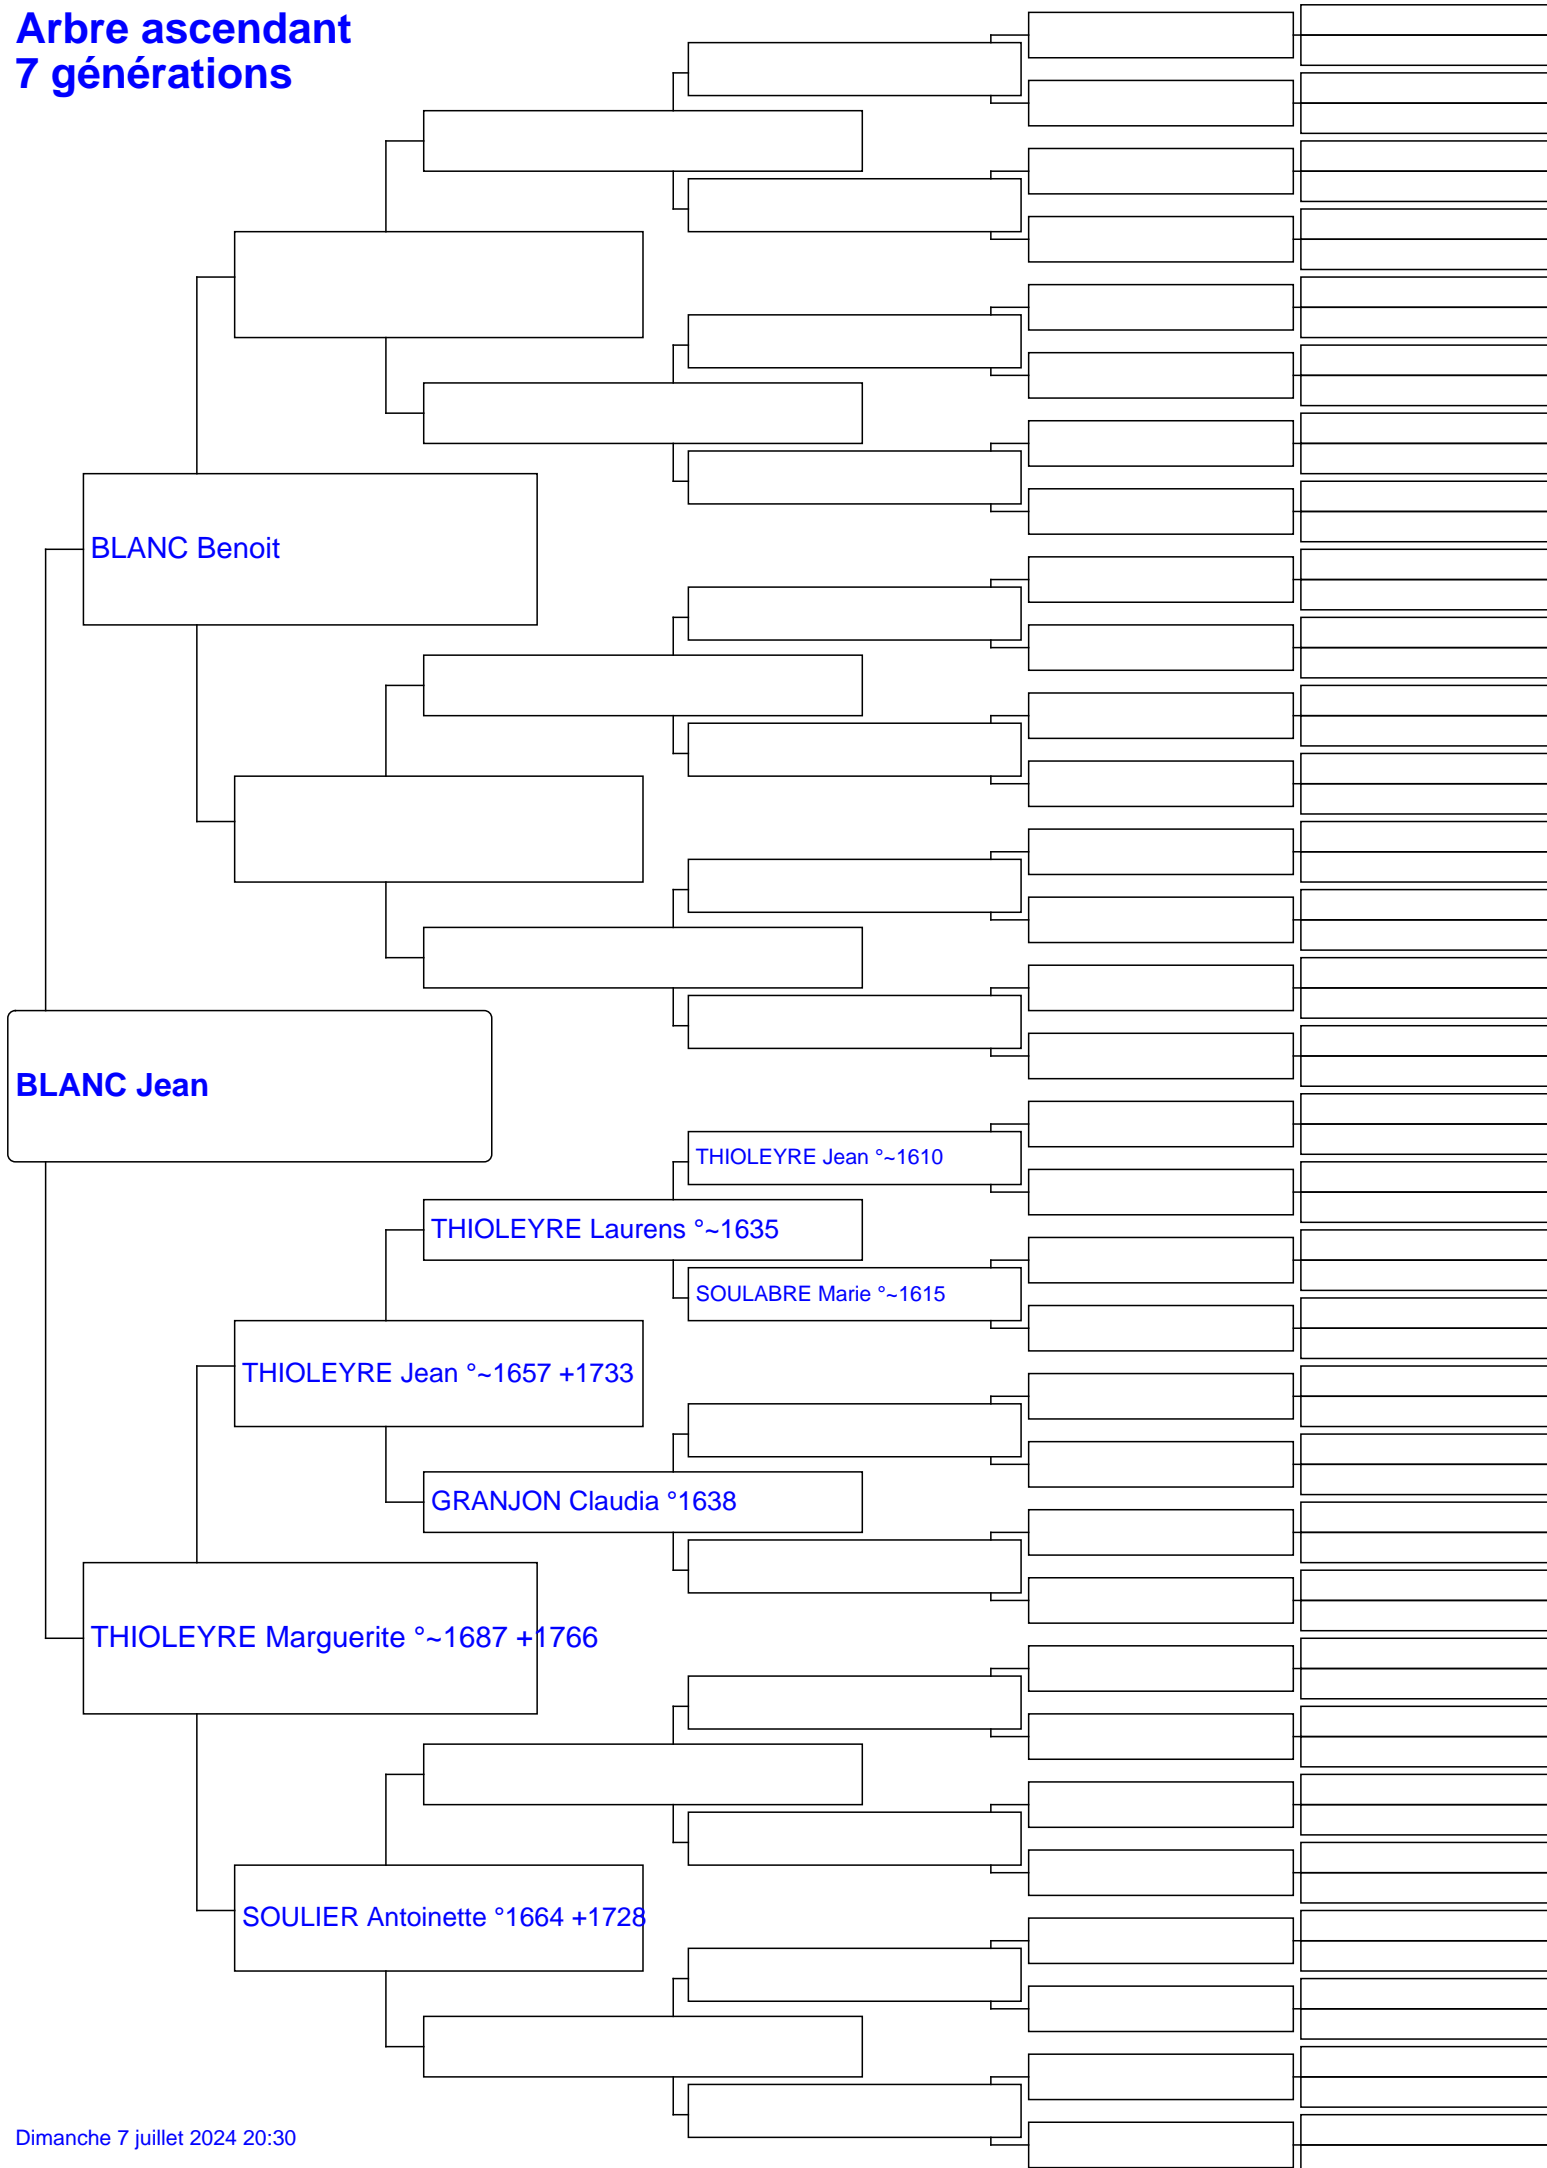 Arbre ascendant
7 générations
BLANC Benoit
BLANC Jean
THIOLEYRE Jean °~1610
THIOLEYRE Laurens °~1635
SOULABRE Marie °~1615
THIOLEYRE Jean °~1657 +1733
GRANJON Claudia °1638
THIOLEYRE Marguerite °~1687 +1766
SOULIER Antoinette °1664 +1728
Dimanche 7 juillet 2024 20:30